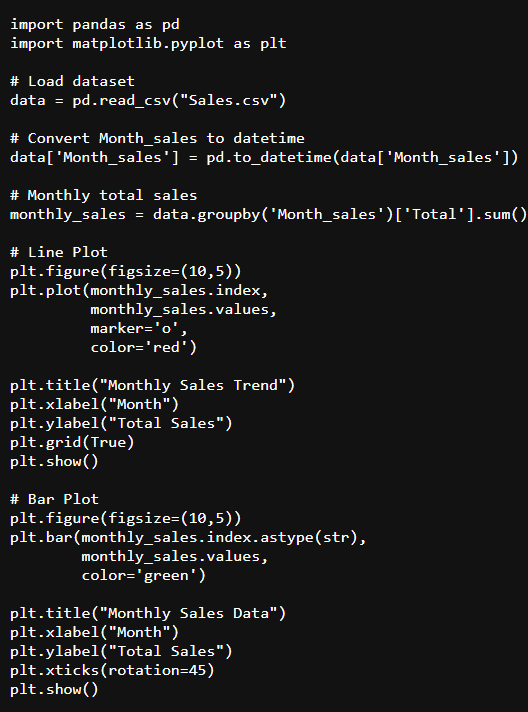 import pandas as pd
import matplotlib.pyplot as plt

# Load dataset
data = pd.read_csv("Sales.csv")

# Convert Month_sales to datetime
data['Month_sales'] = pd.to_datetime(data['Month_sales'])

# Monthly total sales
monthly_sales = data.groupby('Month_sales')['Total'].sum()

# Line Plot
plt.figure(figsize=(10,5))
plt.plot(monthly_sales.index,
         monthly_sales.values,
         marker='o',
         color='red')

plt.title("Monthly Sales Trend")
plt.xlabel("Month")
plt.ylabel("Total Sales")
plt.grid(True)
plt.show()

# Bar Plot
plt.figure(figsize=(10,5))
plt.bar(monthly_sales.index.astype(str),
        monthly_sales.values,
        color='green')

plt.title("Monthly Sales Data")
plt.xlabel("Month")
plt.ylabel("Total Sales")
plt.xticks(rotation=45)
plt.show()